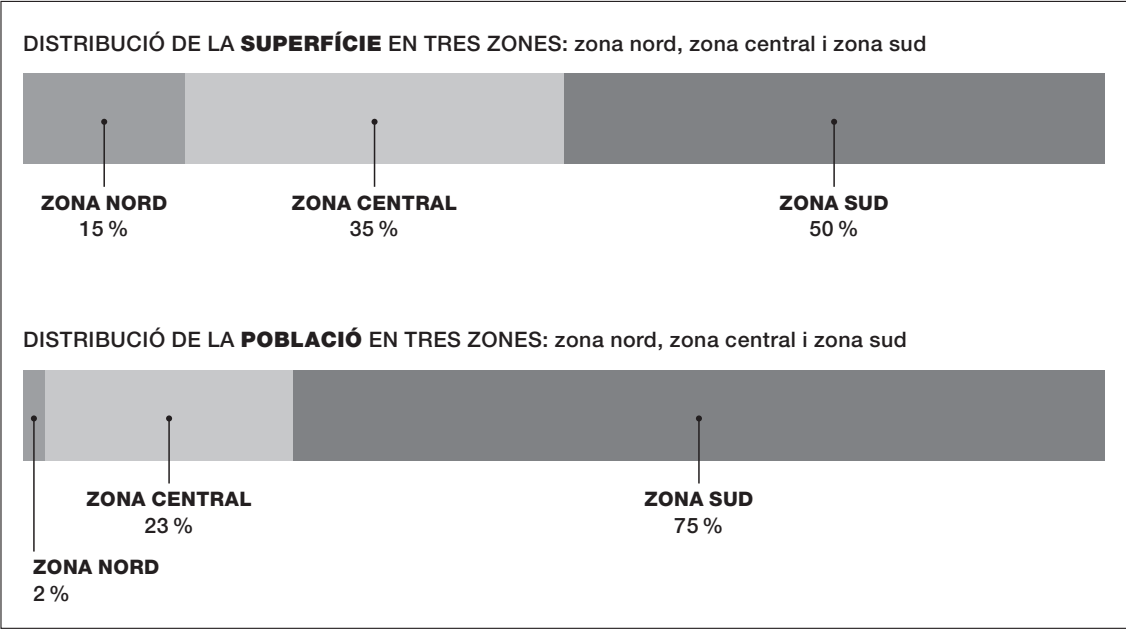 DISTRIBUCIÓ DE LA SUPERFÍCIE EN TRES ZONES: zona nord, zona central i zona sud
ZONA NORD
15 %
ZONA CENTRAL
35 %
ZONA SUD
50 %
DISTRIBUCIÓ DE LA POBLACIÓ EN TRES ZONES: zona nord, zona central i zona sud
ZONA CENTRAL
23 %
ZONA SUD
75 %
ZONA NORD
2 %